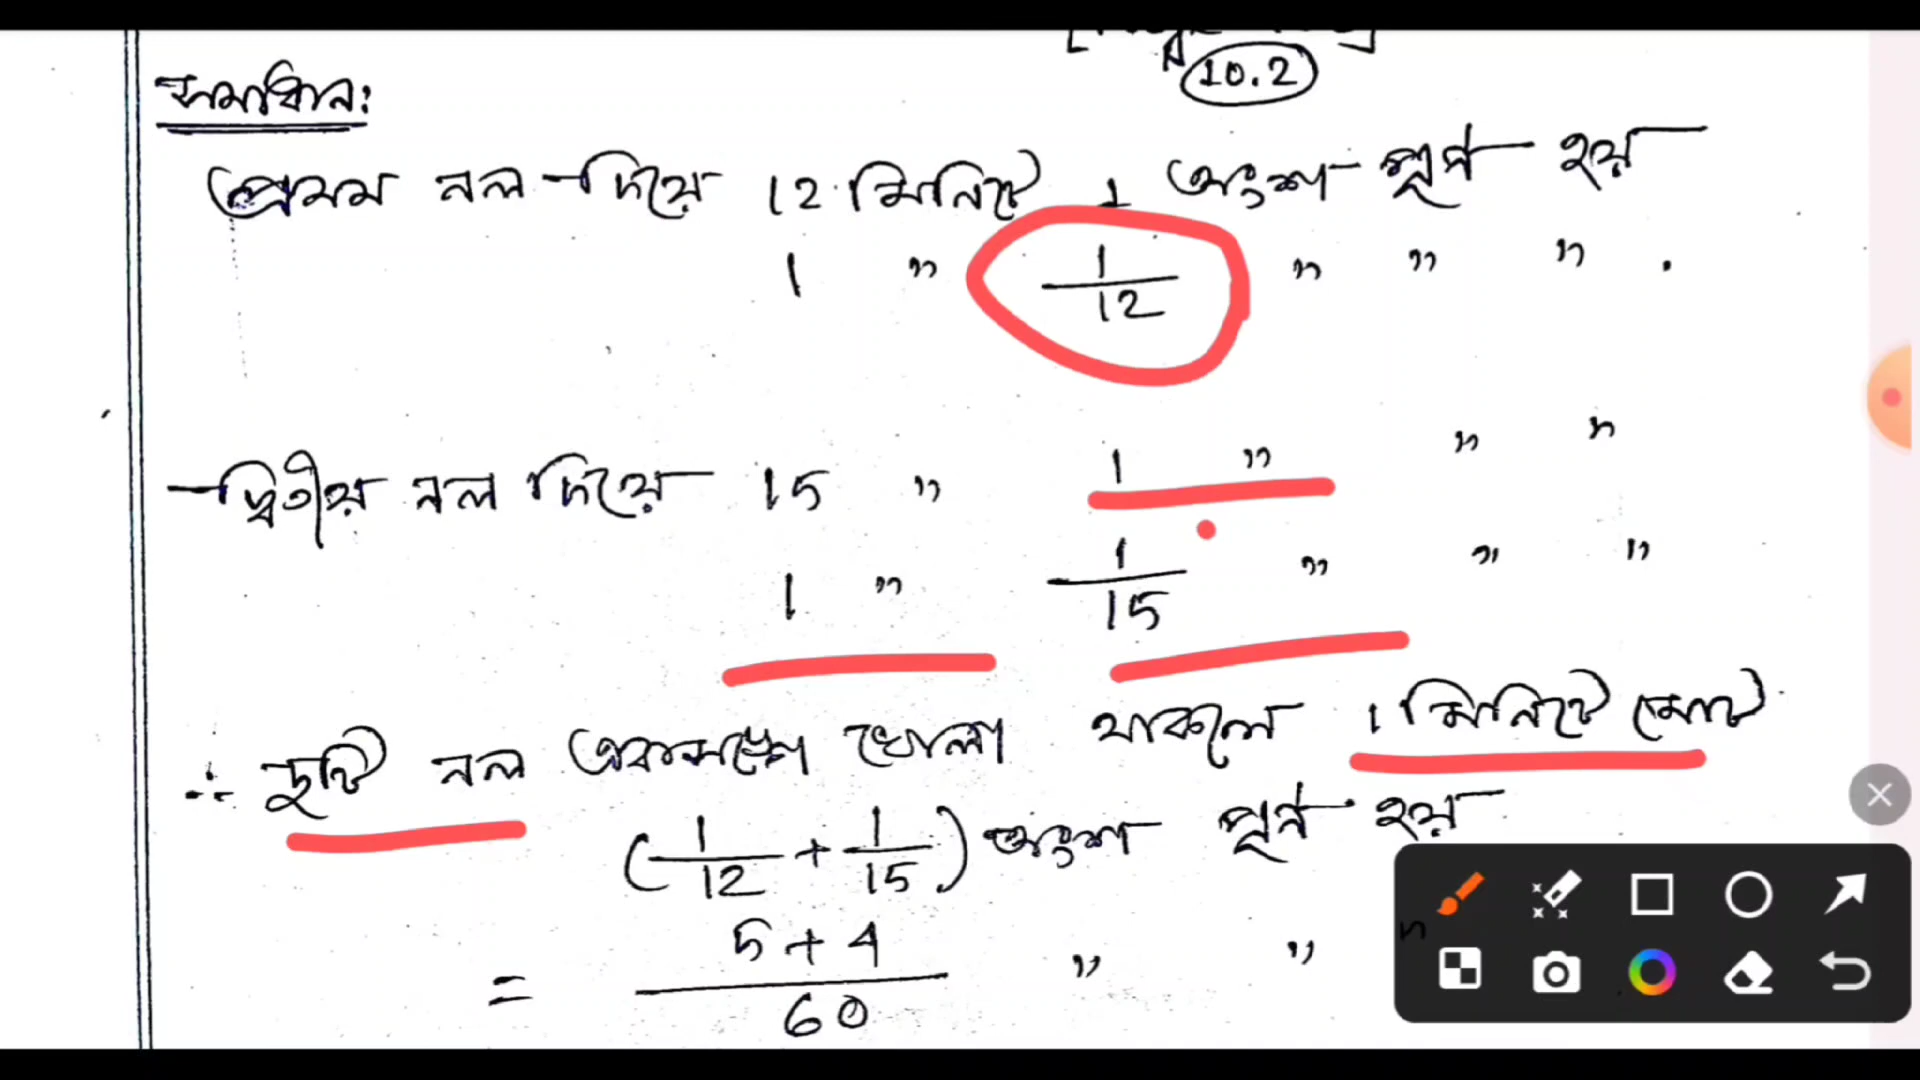 10.2
সমাধান:
প্রথম নল দিয়ে 12 মিনিটে 1 অংশ পূর্ণ হয়
1 " 1/12 " " " .
দ্বিতীয় নল দিয়ে 15 " 1 " " "
1 " 1/15 " " "
∴ দুটি নল একসঙ্গে খোলা থাকলে 1 মিনিটে মোট
(1/12 + 1/15) অংশ পূর্ণ হয়
= 5+4/60 " " "